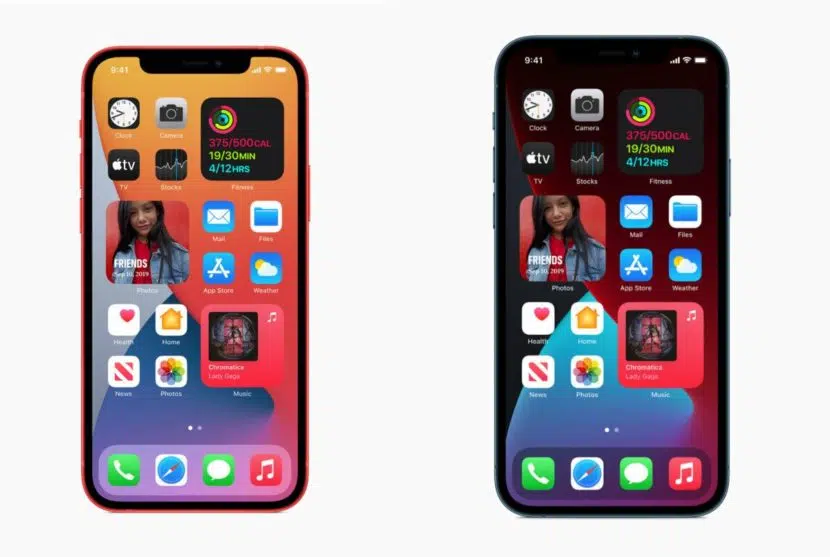 9:41
Clock
Camera
375/500CAL
19/30MIN
4/12HRS
tv
TV
Stocks
Fitness
FRIENDS
Sep 10, 2019
Photos
Mail
Files
App Store
Weather
Health
Home
Chromatica
Lady Gaga
News
Photos
Music
9:41
Clock
Camera
375/500CAL
19/30MIN
4/12HRS
tv
TV
Stocks
Fitness
FRIENDS
Sep 10, 2019
Photos
Mail
Files
App Store
Weather
Health
Home
Chromatica
Lady Gaga
News
Photos
Music